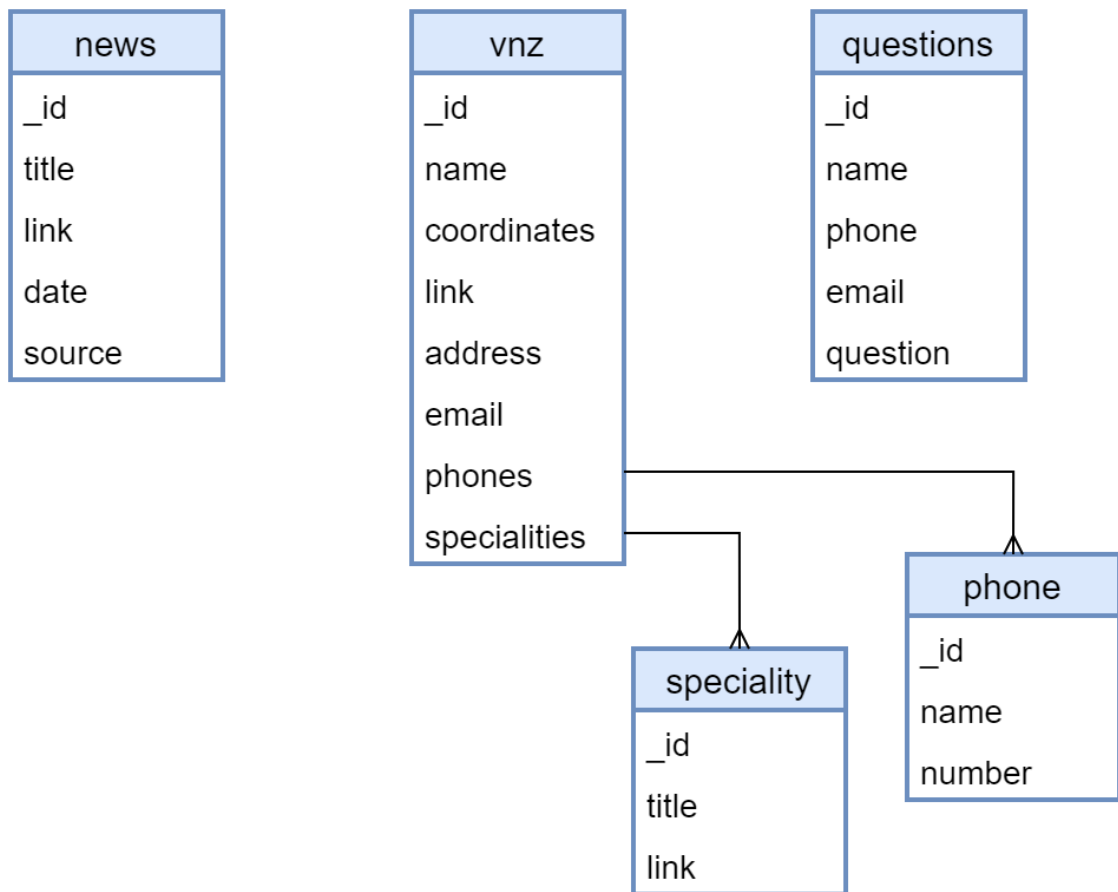 news
_id
title
link
date
source
vnz
_id
name
coordinates
link
address
email
phones
specialities
questions
_id
name
phone
email
question
speciality
_id
title
link
phone
_id
name
number